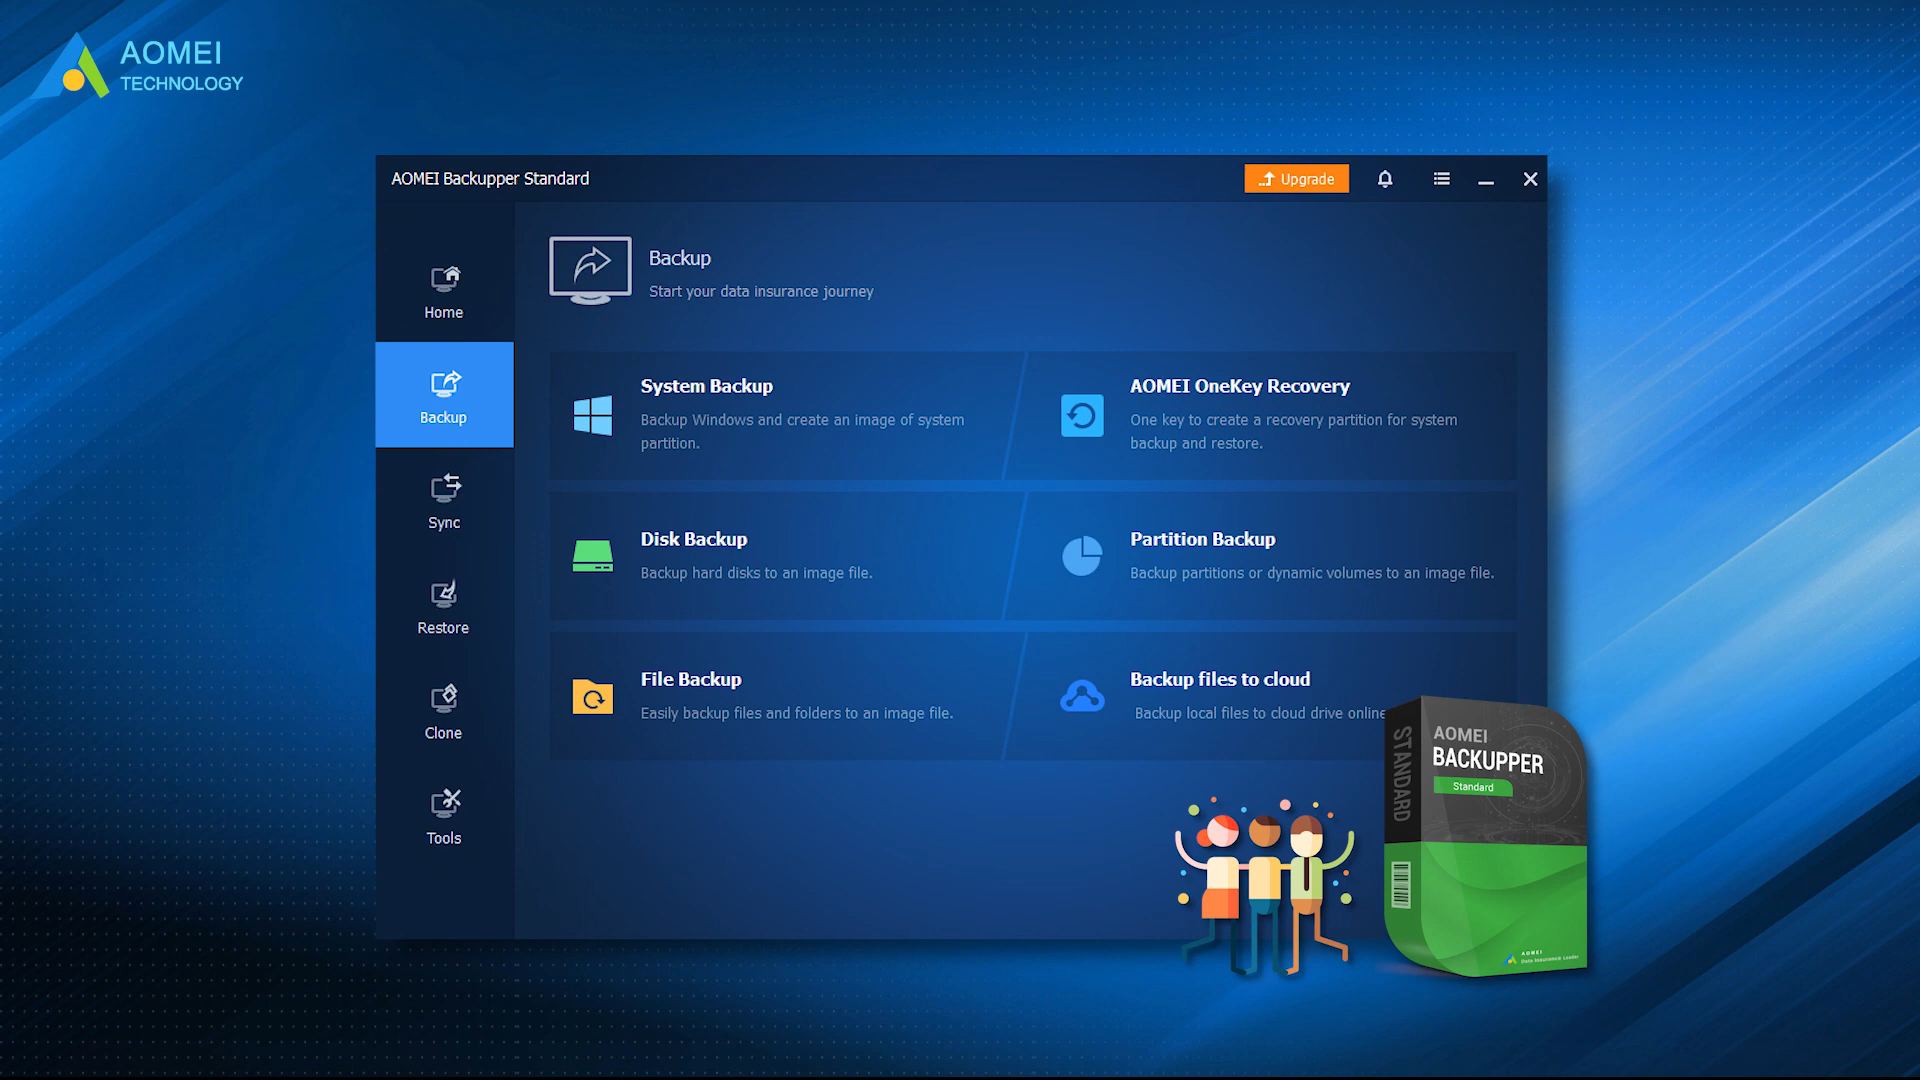 AOMEI
TECHNOLOGY
AOMEI Backupper Standard
Upgrade
Home
Backup
Sync
Restore
Clone
Tools
Backup
Start your data insurance journey
System Backup
Backup Windows and create an image of system
partition.
AOMEI OneKey Recovery
One key to create a recovery partition for system
backup and restore.
Disk Backup
Backup hard disks to an image file.
Partition Backup
Backup partitions or dynamic volumes to an image file.
File Backup
Easily backup files and folders to an image file.
Backup files to cloud
Backup local files to cloud drive online
STANDARD
AOMEI
BACKUPPER
Standard
AOMEI
Data Insurance Leader